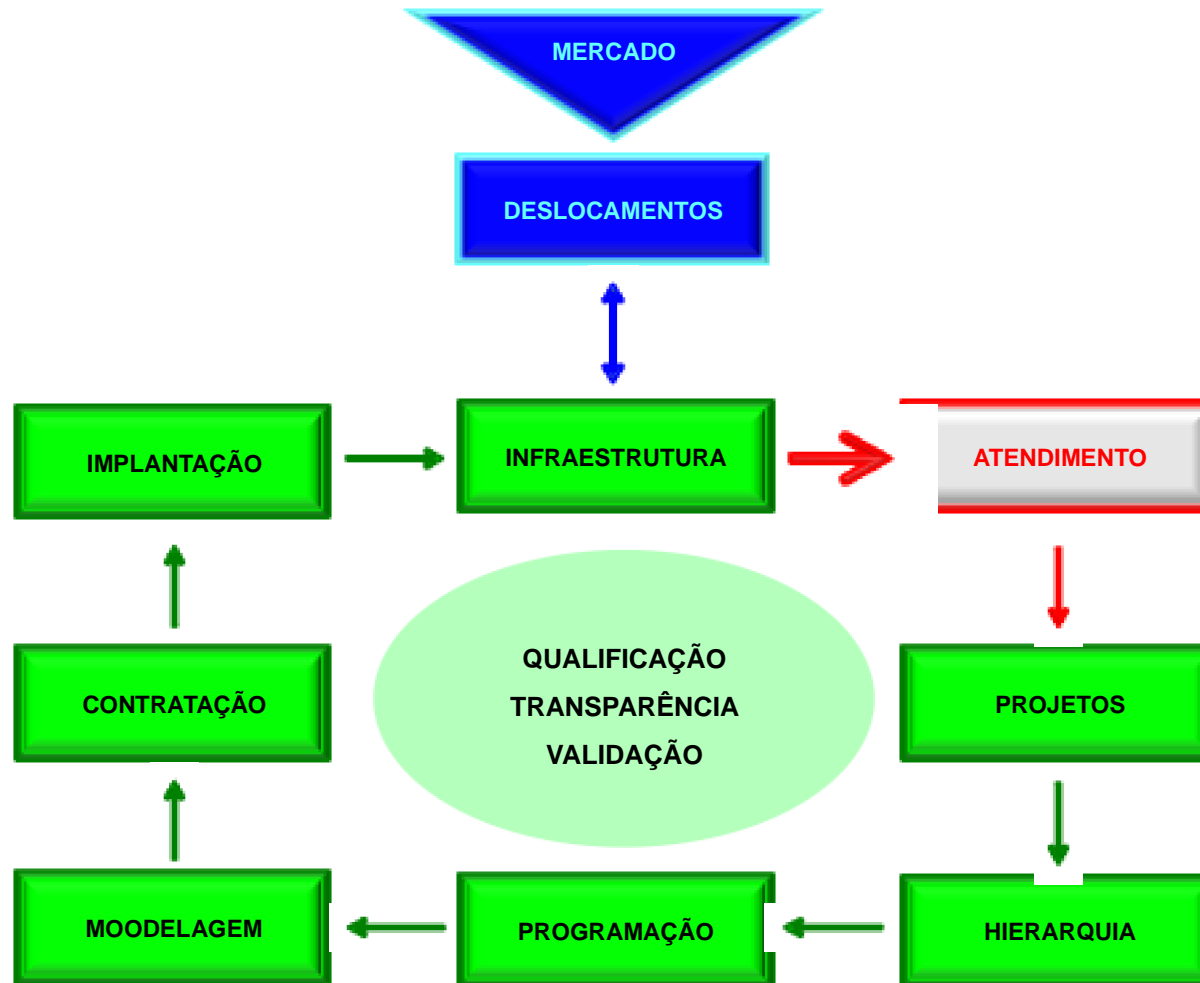 MERCADO
DESLOCAMENTOS
IMPLANTAÇÃO
INFRAESTRUTURA
ATENDIMENTO
QUALIFICAÇÃO
TRANSPARÊNCIA
VALIDAÇÃO
CONTRATAÇÃO
PROJETOS
MOODELAGEM
PROGRAMAÇÃO
HIERARQUIA